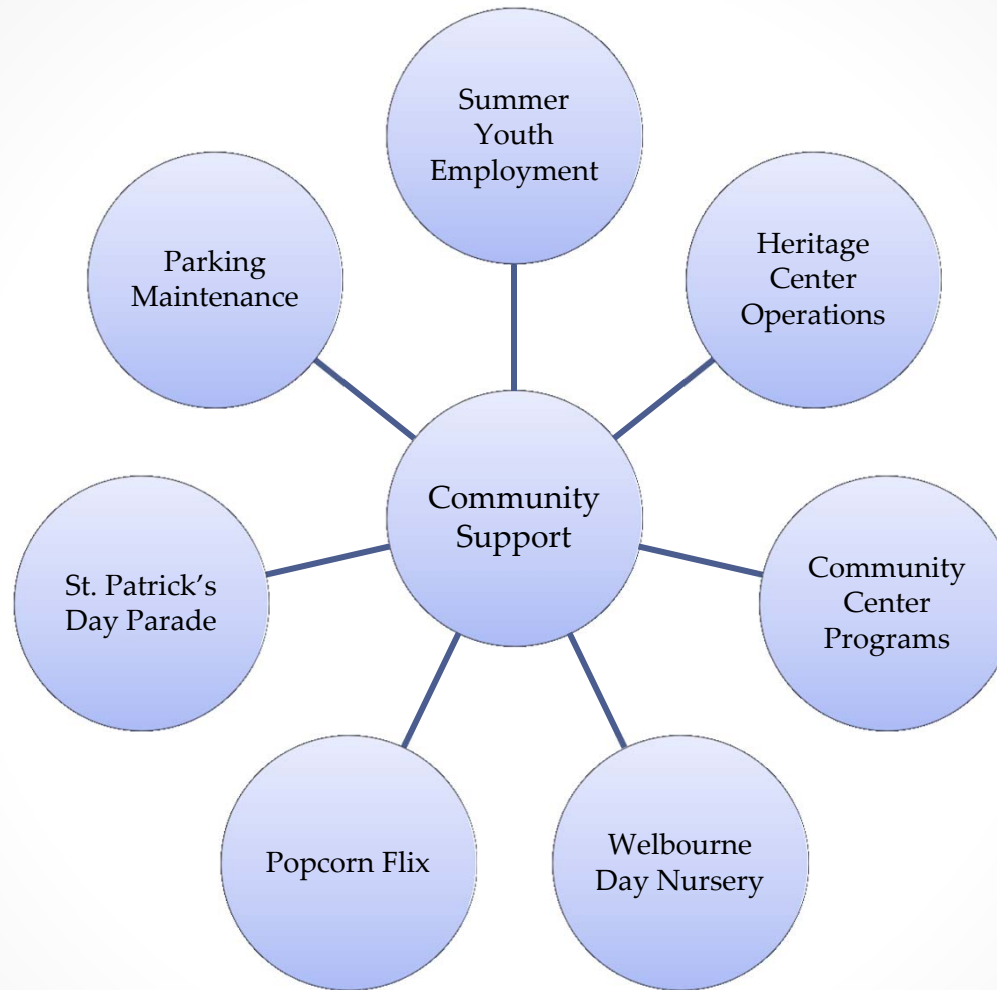 Summer
Youth
Employment
Heritage
Center
Operations
Community
Center
Programs
Welbourne
Day Nursery
Popcorn Flix
St. Patrick’s
Day Parade
Parking
Maintenance
Community
Support